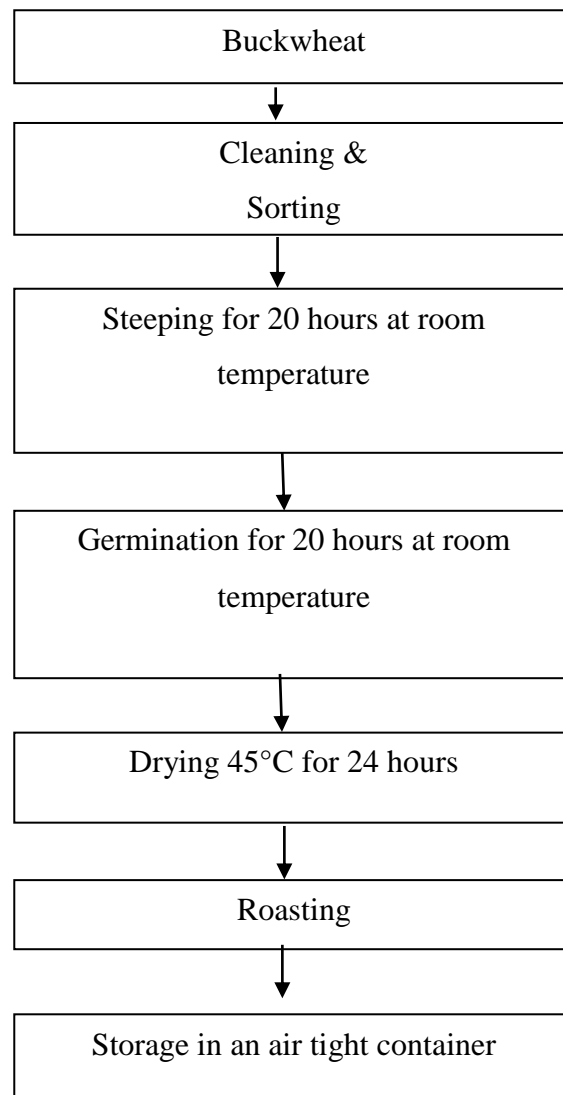 Buckwheat
Cleaning &
Sorting
Steeping for 20 hours at room
temperature
Germination for 20 hours at room
temperature
Drying 45°C for 24 hours
Roasting
Storage in an air tight container